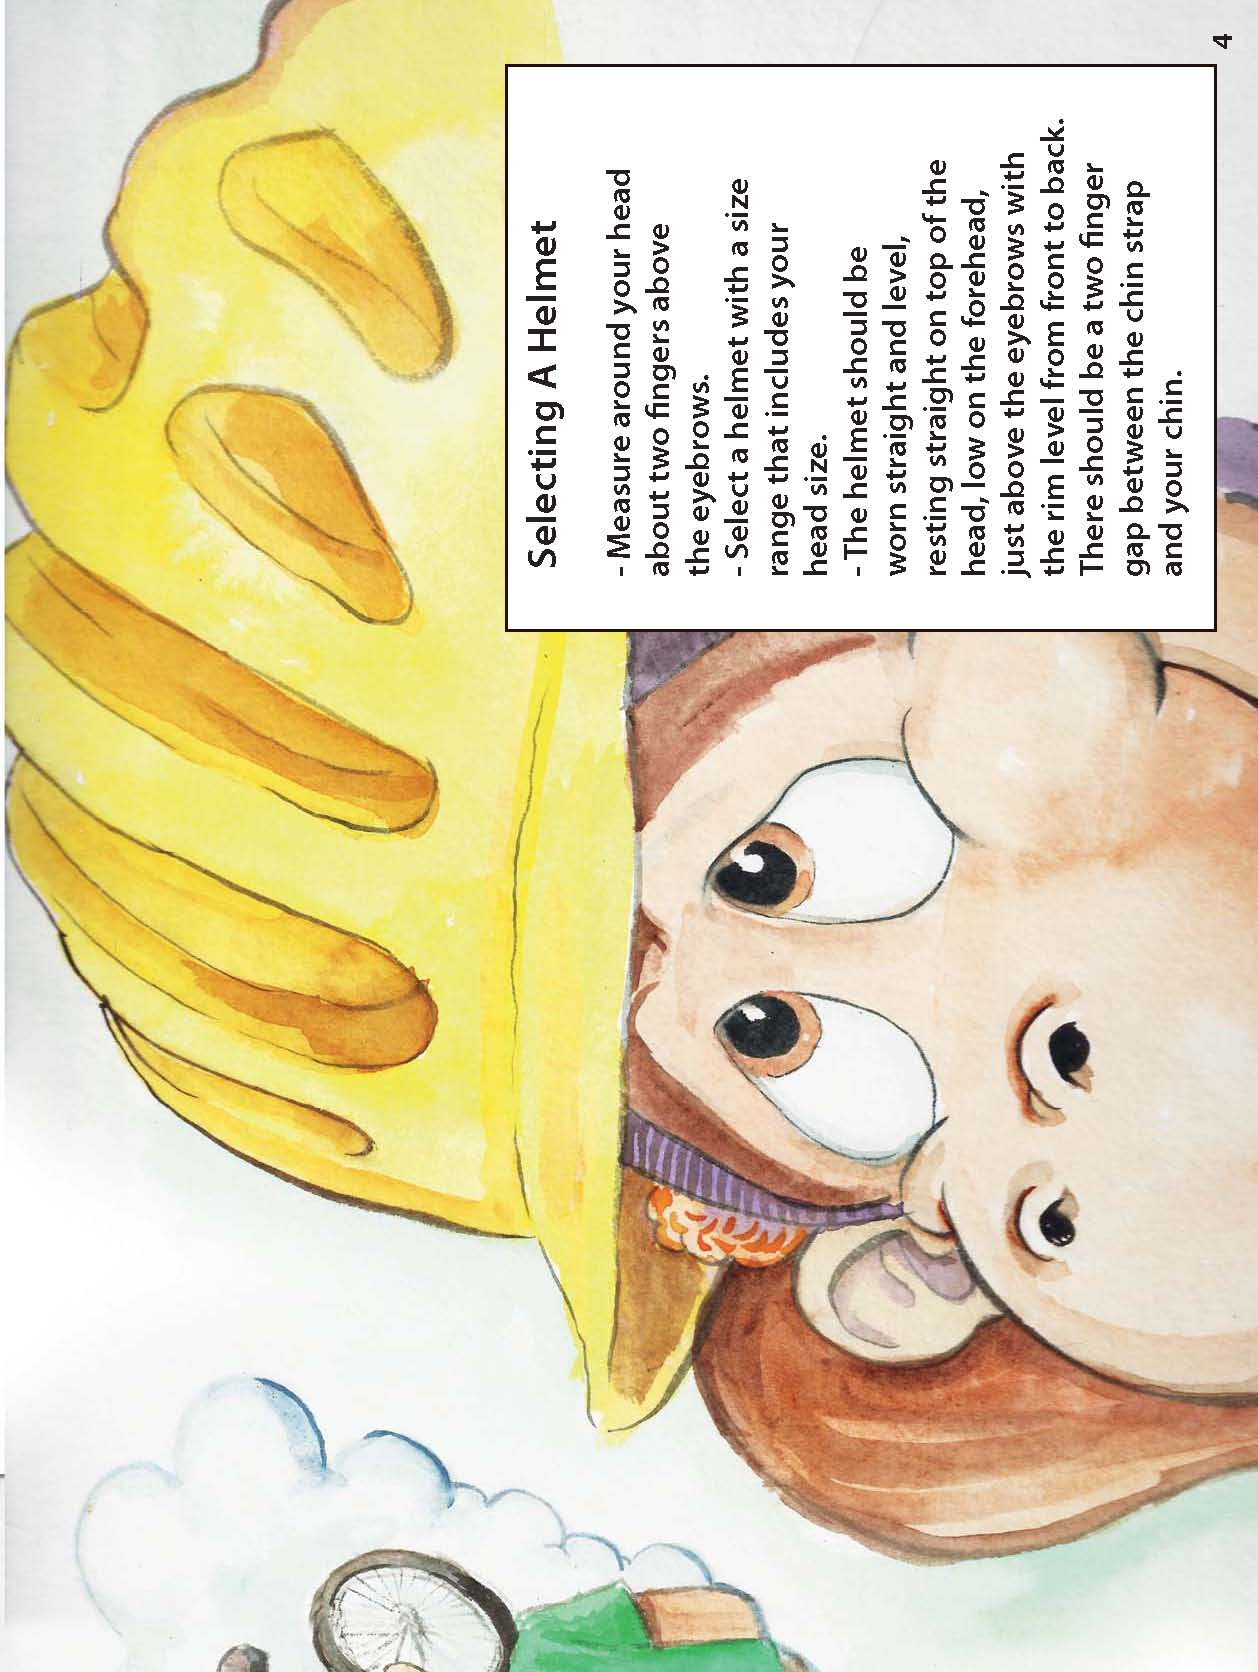 Selecting A Helmet
- Measure around your head
about two fingers above
the eyebrows.
- Select a helmet with a size
range that includes your
head size.
- The helmet should be
worn straight and level,
resting straight on top of the
head, low on the forehead,
just above the eyebrows with
the rim level from front to back.
There should be a two finger
gap between the chin strap
and your chin.
4